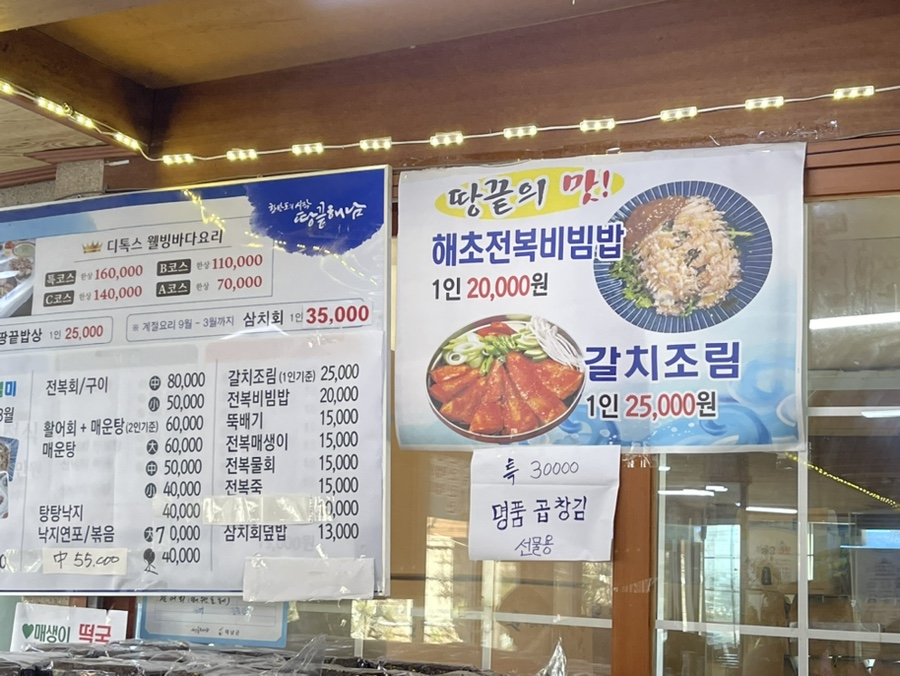 한반도의 시작
땅끝해남
디톡스 웰빙바다요리
특코스 한상 160,000 B코스 한상 110,000
C코스 한상 140,000 A코스 한상 70,000
땅끝밥상 1인 25,000
※ 계절요리 9월 - 3월까지 삼치회 1인 35,000
전복회/구이 中 80,000
小 50,000
활어회 + 매운탕(2인기준) 60,000
매운탕 大 60,000
中 50,000
小 40,000
탕탕낙지 40,000
낙지연포/볶음 大 70,000
中 55.000
40,000
갈치조림(1인기준) 25,000
전복비빔밥 20,000
뚝배기 15,000
전복매생이 15,000
전복물회 15,000
전복죽 15,000
10,000
삼치회덮밥 13,000
땅끝의 맛!
해초전복비빔밥
1인 20,000원
갈치조림
1인 25,000원
특 30000
명품 곱창김
선물용
매생이 떡국